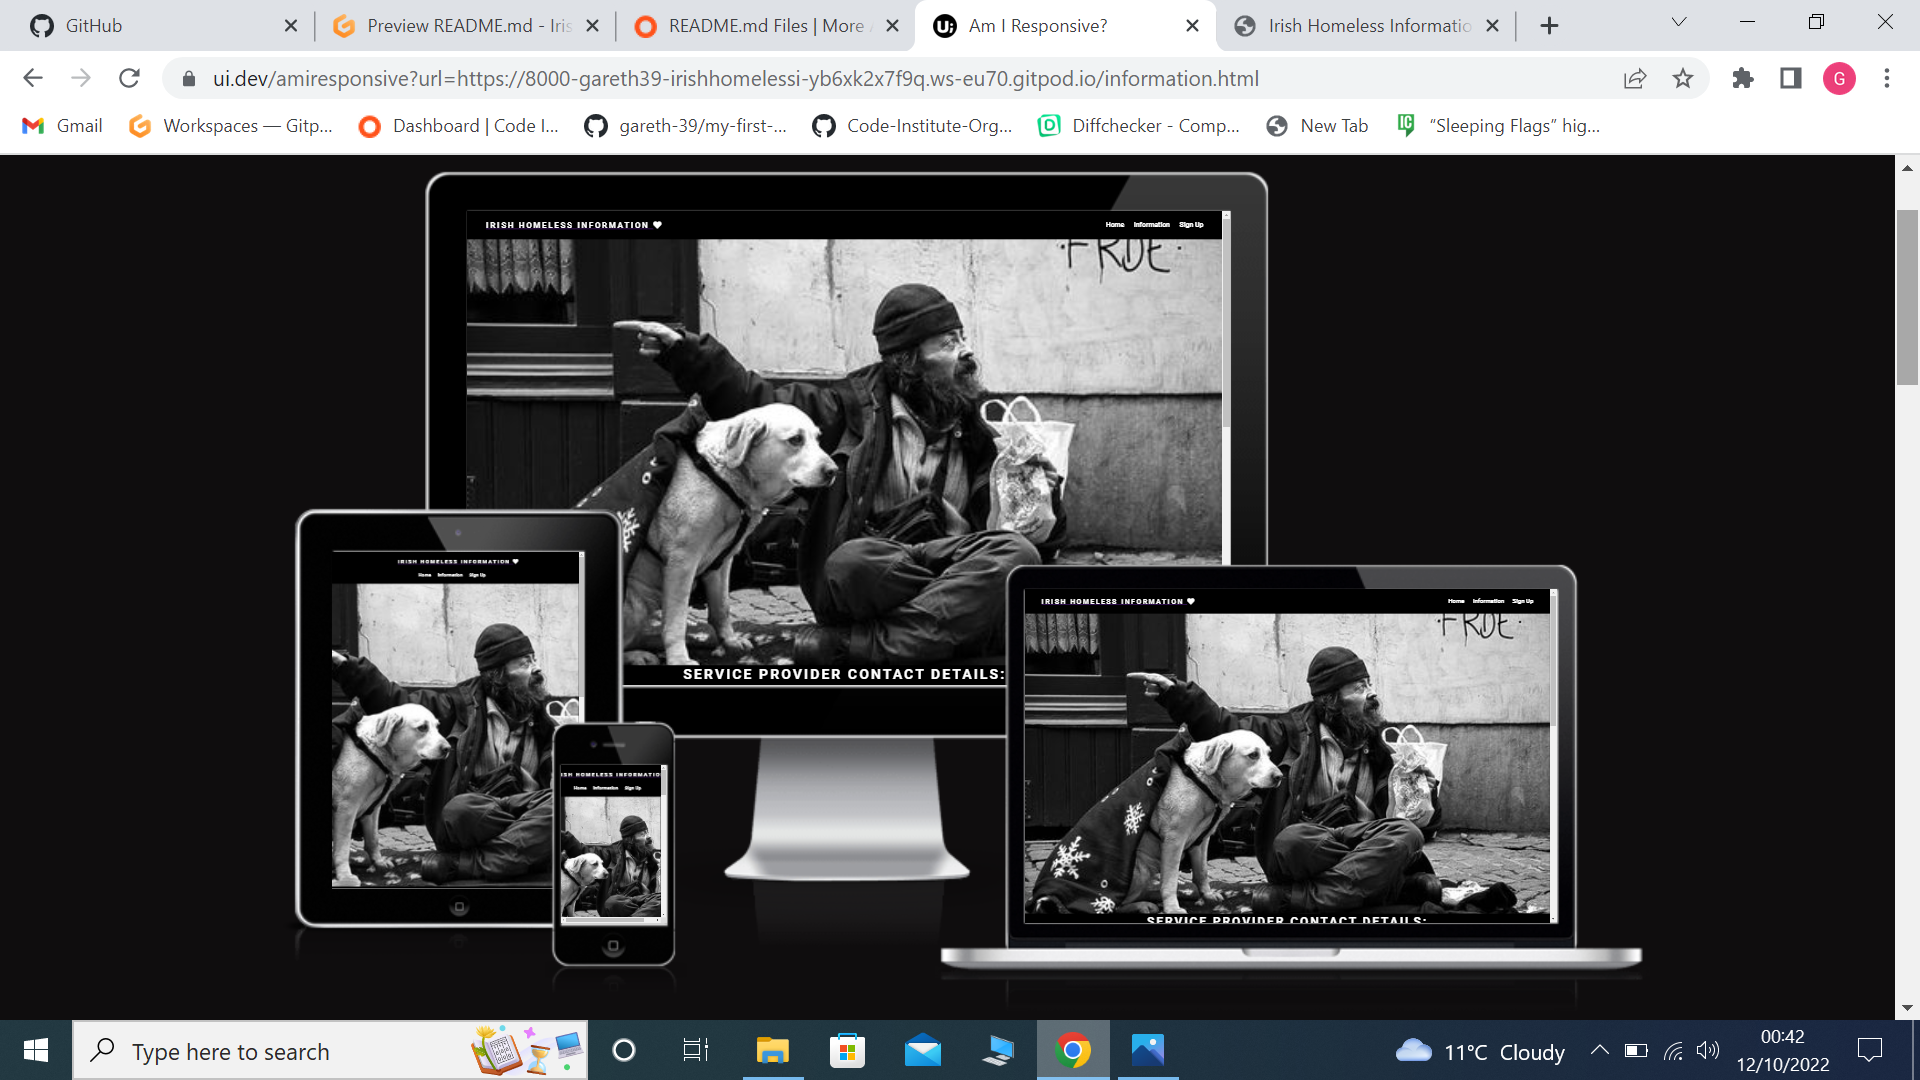 GitHub
Preview README.md - Iris
README.md Files | More A
Am I Responsive?
Irish Homeless Informatio
ui.dev/amiresponsive?url=https://8000-gareth39-irishhomelessi-yb6xk2x7f9q.ws-eu70.gitpod.io/information.html
G
Gmail
Workspaces — Gitp...
Dashboard | Code I...
gareth-39/my-first-...
Code-Institute-Org...
Diffchecker - Comp...
New Tab
“Sleeping Flags” hig...
IRISH HOMELESS INFORMATION
Home Information Sign Up
FRDE
SERVICE PROVIDER CONTACT DETAILS:
IRISH HOMELESS INFORMATION
Home Information Sign Up
ISH HOMELESS INFORMATIO
Home Information Sign Up
IRISH HOMELESS INFORMATION
Home Information Sign Up
FRDE
SERVICE PROVIDER CONTACT DETAILS:
Type here to search
11°C Cloudy
00:42
12/10/2022